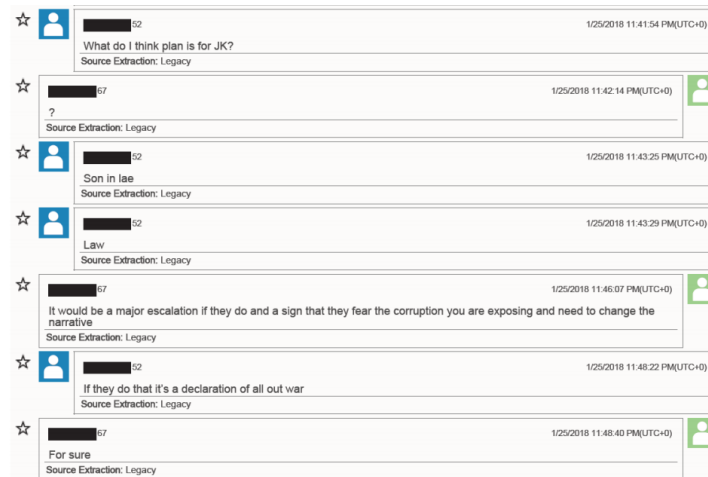 52
1/25/2018 11:41:54 PM(UTC+0)
What do I think plan is for JK?
Source Extraction: Legacy
67
1/25/2018 11:42:14 PM(UTC+0)
?
Source Extraction: Legacy
52
1/25/2018 11:43:25 PM(UTC+0)
Son in lae
Source Extraction: Legacy
52
1/25/2018 11:43:29 PM(UTC+0)
Law
Source Extraction: Legacy
67
1/25/2018 11:46:07 PM(UTC+0)
It would be a major escalation if they do and a sign that they fear the corruption you are exposing and need to change the
narrative
Source Extraction: Legacy
52
1/25/2018 11:48:22 PM(UTC+0)
If they do that it's a declaration of all out war
Source Extraction: Legacy
67
1/25/2018 11:48:40 PM(UTC+0)
For sure
Source Extraction: Legacy